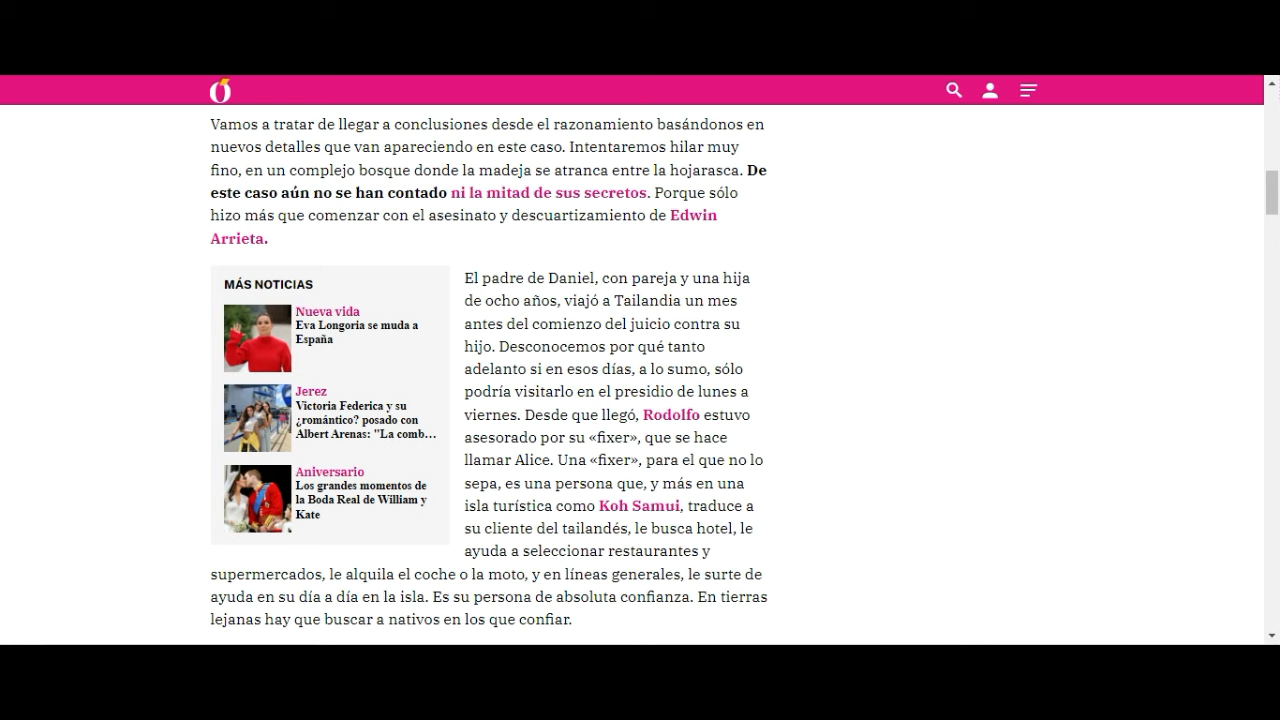 Ó
Vamos a tratar de llegar a conclusiones desde el razonamiento basándonos en
nuevos detalles que van apareciendo en este caso. Intentaremos hilar muy
fino, en un complejo bosque donde la madeja se atranca entre la hojarasca. De
este caso aún no se han contado ni la mitad de sus secretos. Porque sólo
hizo más que comenzar con el asesinato y descuartizamiento de Edwin
Arrieta.
MÁS NOTICIAS
Nueva vida
Eva Longoria se muda a
España
Jerez
Victoria Federica y su
¿romántico? posado con
Albert Arenas: "La comb...
Aniversario
Los grandes momentos de
la Boda Real de William y
Kate
El padre de Daniel, con pareja y una hija
de ocho años, viajó a Tailandia un mes
antes del comienzo del juicio contra su
hijo. Desconocemos por qué tanto
adelanto si en esos días, a lo sumo, sólo
podría visitarlo en el presidio de lunes a
viernes. Desde que llegó, Rodolfo estuvo
asesorado por su «fixer», que se hace
llamar Alice. Una «fixer», para el que no lo
sepa, es una persona que, y más en una
isla turística como Koh Samui, traduce a
su cliente del tailandés, le busca hotel, le
ayuda a seleccionar restaurantes y
supermercados, le alquila el coche o la moto, y en líneas generales, le surte de
ayuda en su día a día en la isla. Es su persona de absoluta confianza. En tierras
lejanas hay que buscar a nativos en los que confiar.